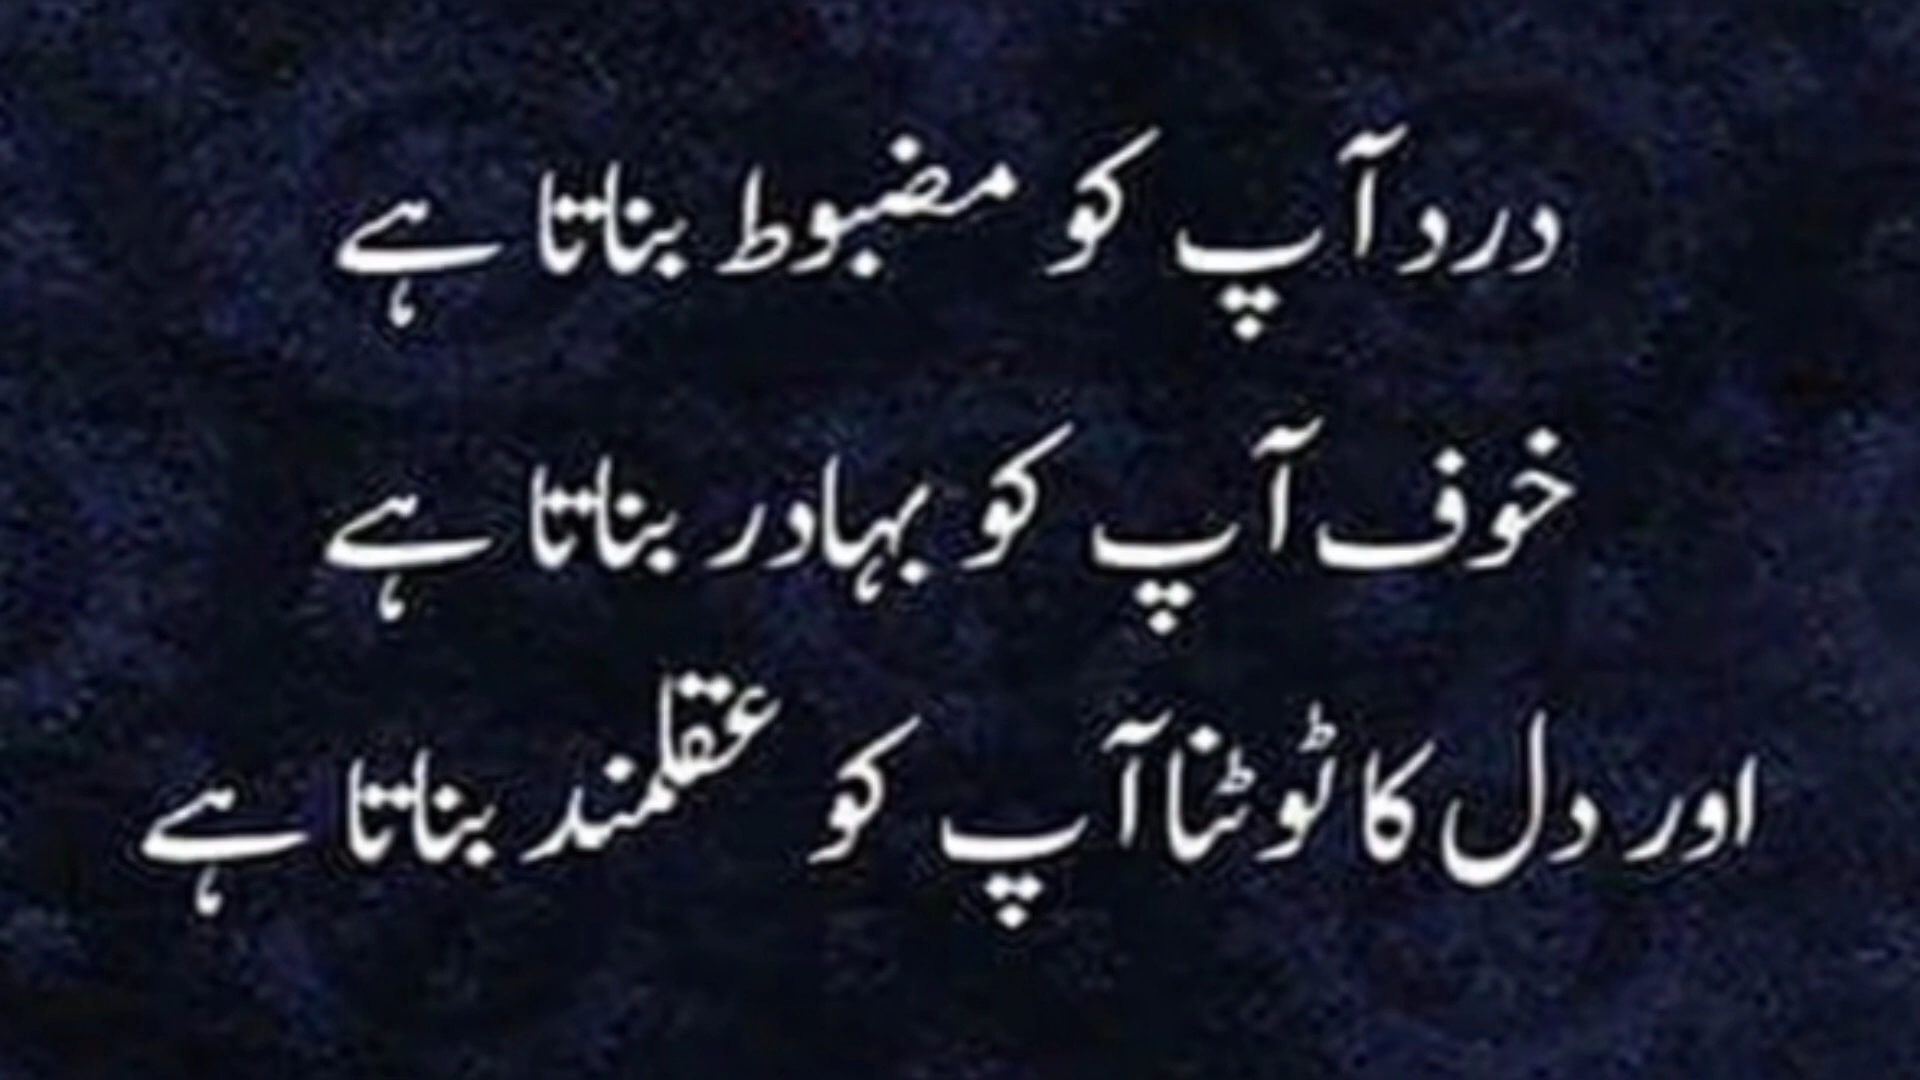 درد آپ کو مضبوط بناتا ہے
خوف آپ کو بہادر بناتا ہے
اور دل کا ٹوٹنا آپ کو عقلمند بناتا ہے